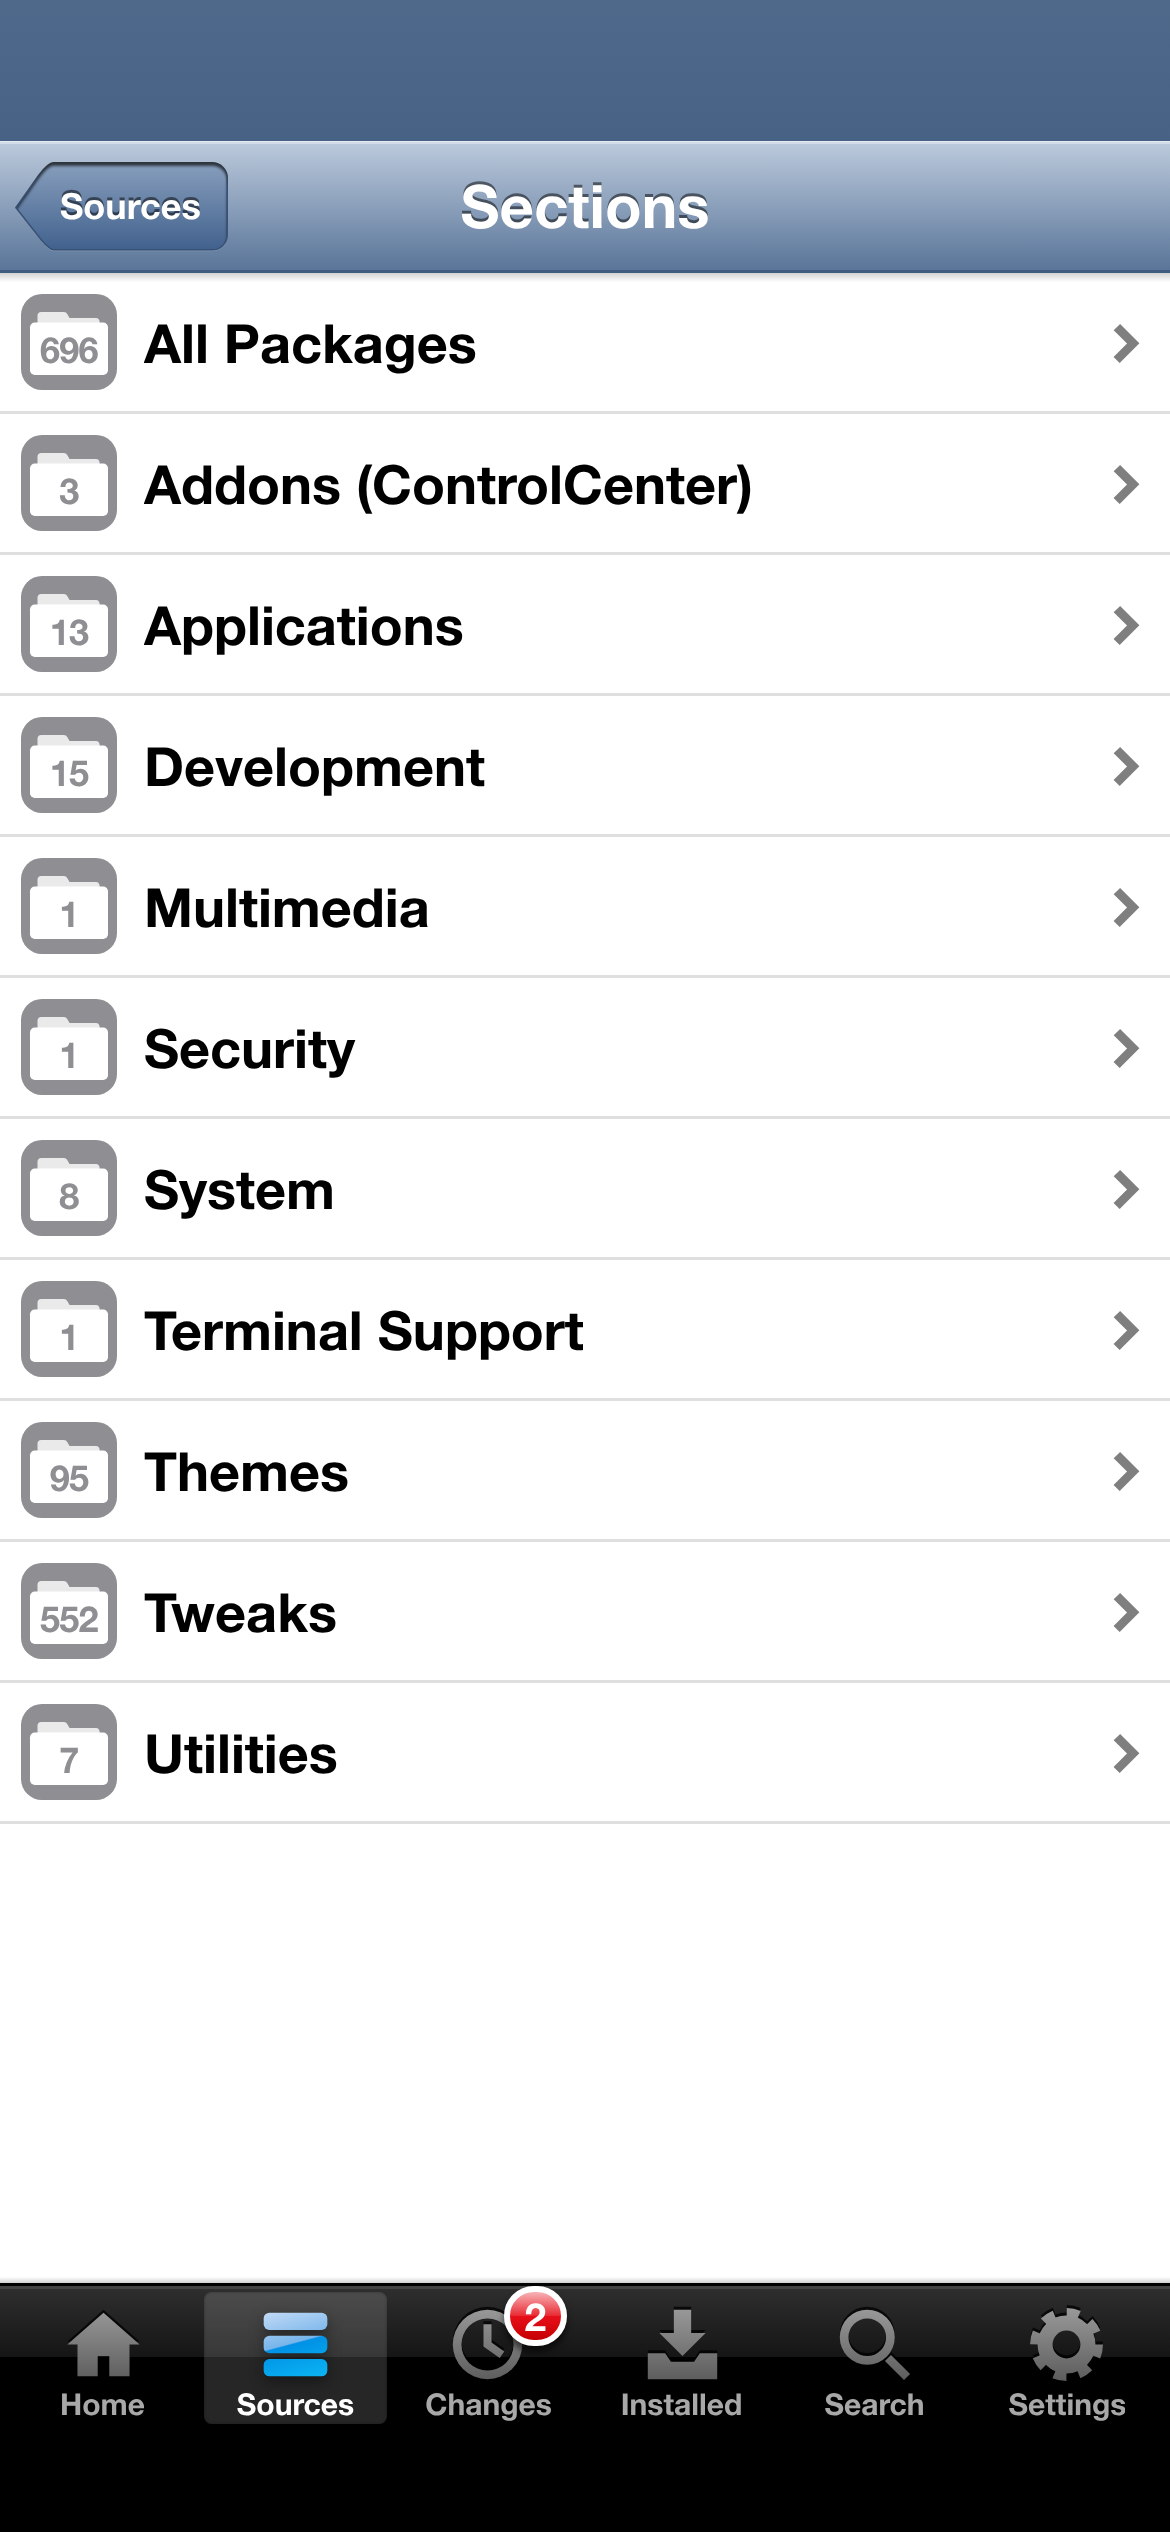 Sources
Sections
696 All Packages
3 Addons (ControlCenter)
13 Applications
15 Development
1 Multimedia
1 Security
8 System
1 Terminal Support
95 Themes
552 Tweaks
7 Utilities
2
Home Sources Changes Installed Search Settings